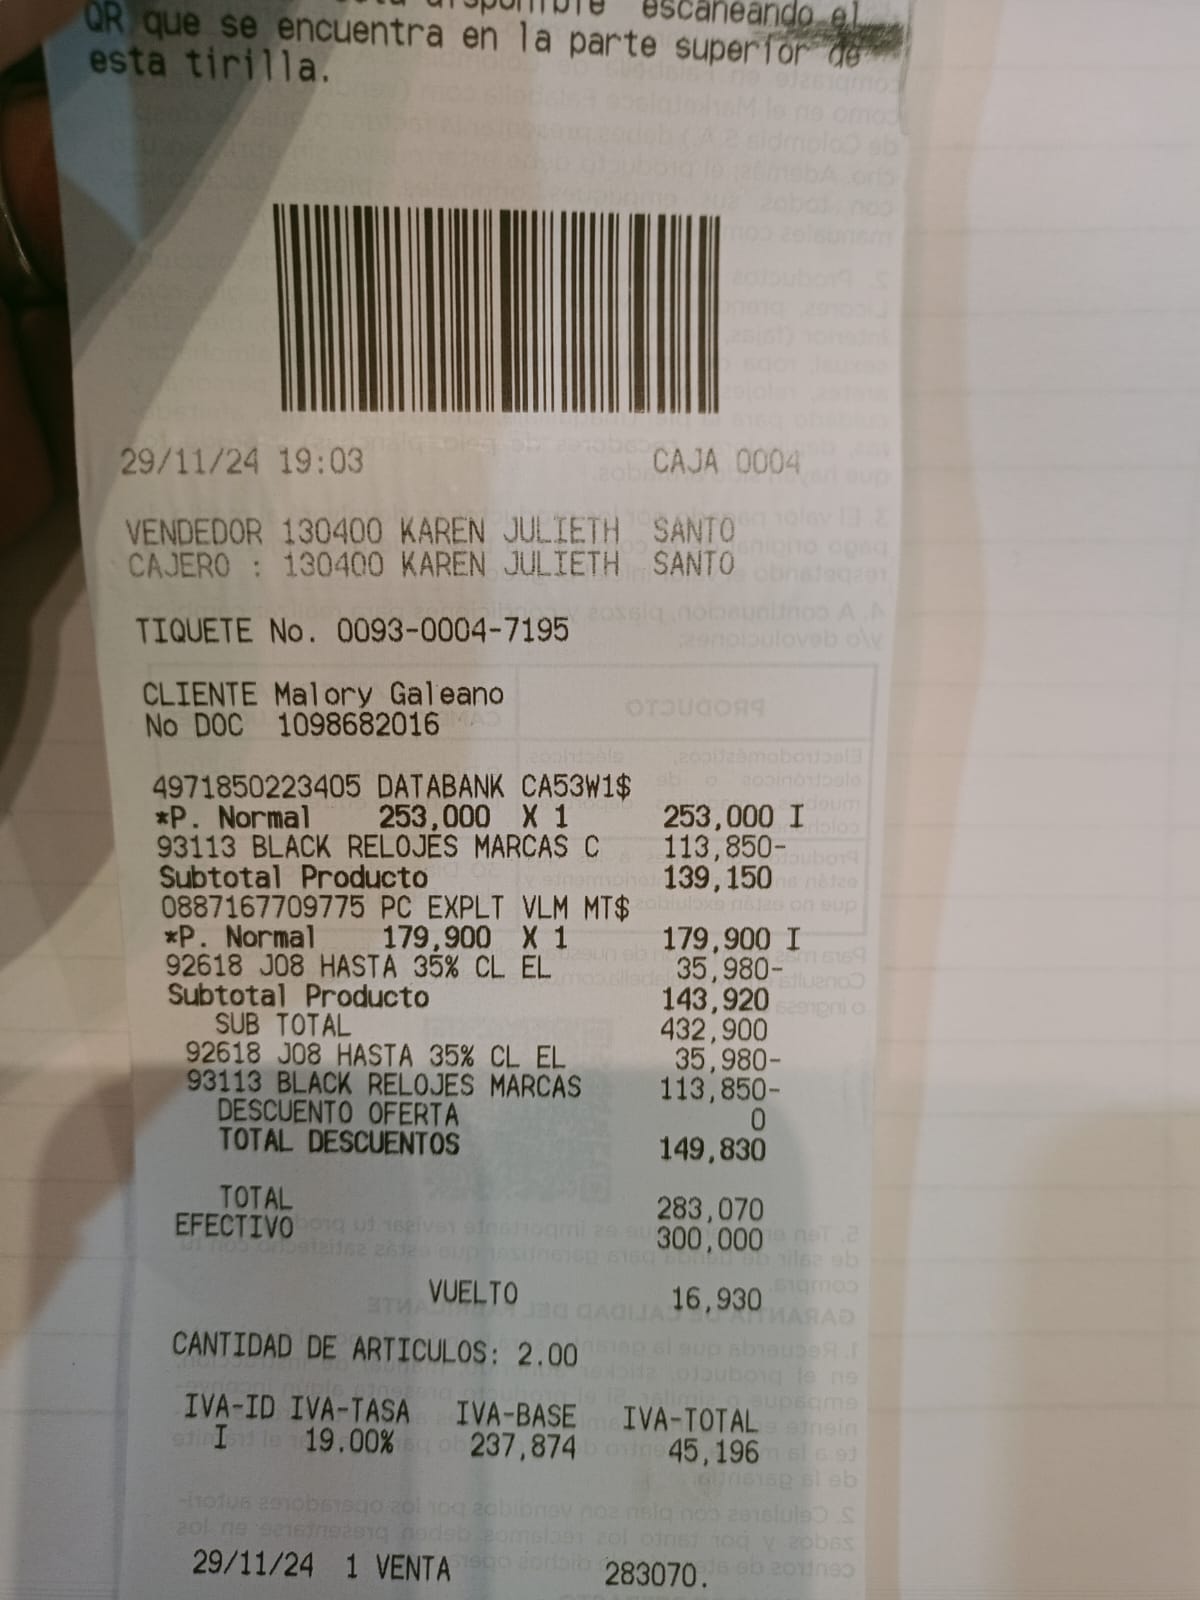 escaneando el
QR que se encuentra en la parte superior de
esta tirilla.
29/11/24 19:03 CAJA 0004
VENDEDOR 130400 KAREN JULIETH SANTO
CAJERO : 130400 KAREN JULIETH SANTO
TIQUETE No. 0093-0004-7195
CLIENTE Malory Galeano
No DOC 1098682016
4971850223405 DATABANK CA53W1$
*P. Normal 253,000 X 1 253,000 I
93113 BLACK RELOJES MARCAS C 113,850-
Subtotal Producto 139,150
0887167709775 PC EXPLT VLM MT$
*P. Normal 179,900 X 1 179,900 I
92618 J08 HASTA 35% CL EL 35,980-
Subtotal Producto 143,920
SUB TOTAL 432,900
92618 J08 HASTA 35% CL EL 35,980-
93113 BLACK RELOJES MARCAS 113,850-
DESCUENTO OFERTA 0
TOTAL DESCUENTOS 149,830
TOTAL 283,070
EFECTIVO 300,000
VUELTO 16,930
CANTIDAD DE ARTICULOS: 2.00
IVA-ID IVA-TASA IVA-BASE IVA-TOTAL
I 19.00% 237,874 45,196
29/11/24 1 VENTA 283070.